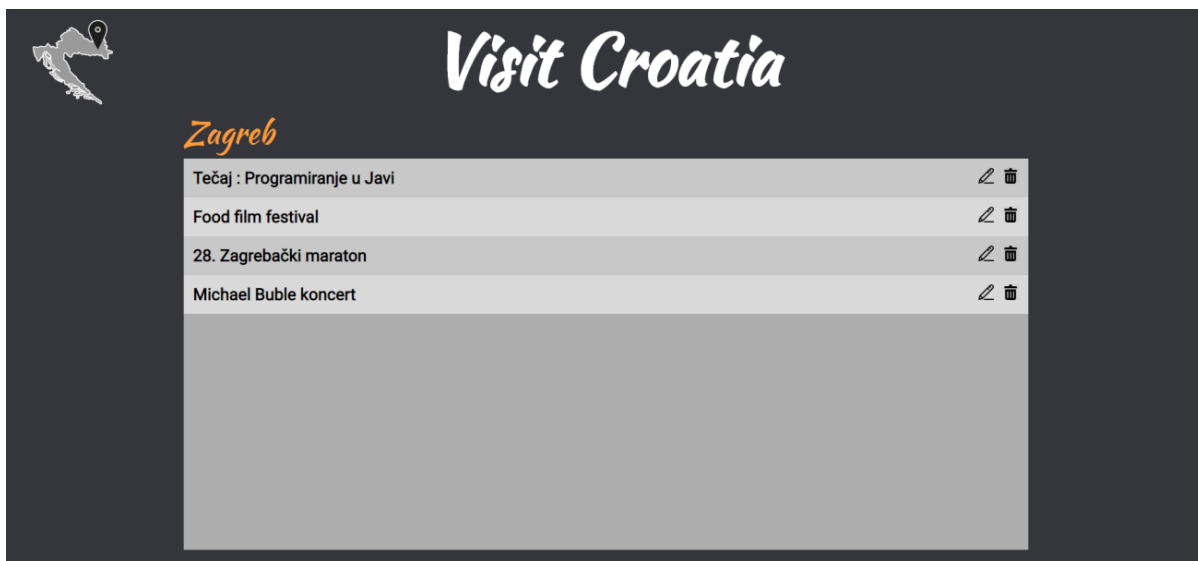 Visit Croatia
Zagreb
Tečaj : Programiranje u Javi
Food film festival
28. Zagrebački maraton
Michael Buble koncert